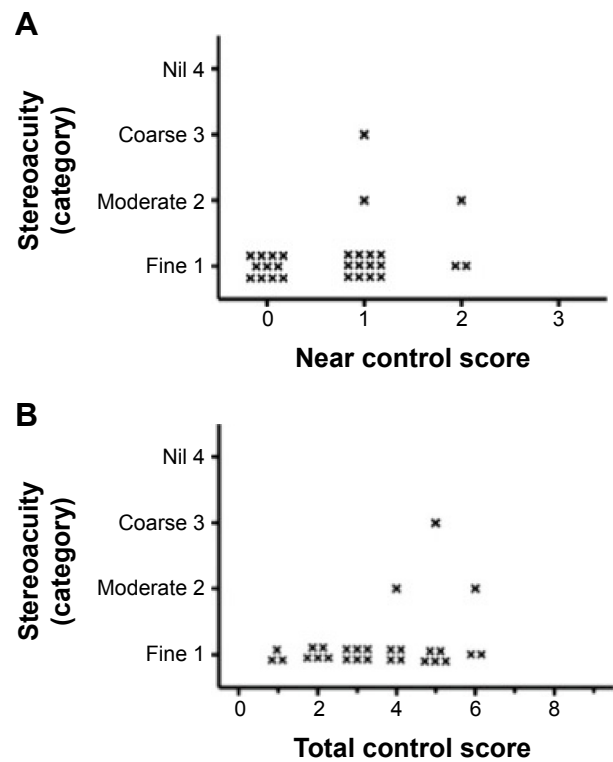 A
Stereoacuity
(category)
Nil 4
Coarse 3
Moderate 2
Fine 1
0 1 2 3
Near control score
B
Stereoacuity
(category)
Nil 4
Coarse 3
Moderate 2
Fine 1
0 2 4 6 8
Total control score